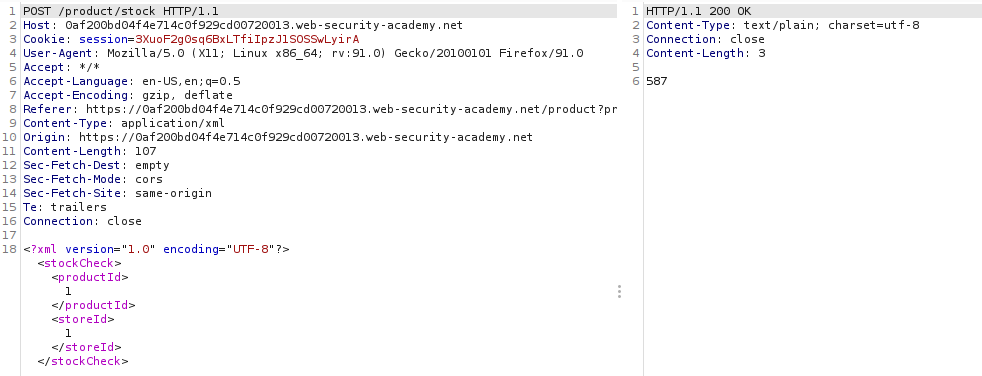 1 POST /product/stock HTTP/1.1
2 Host: 0af200bd04f4e714c0f929cd00720013.web-security-academy.net
3 Cookie: session=3XuoF2g0sq6BxLTfiIpzJlSOSSwLyirA
4 User-Agent: Mozilla/5.0 (X11; Linux x86_64; rv:91.0) Gecko/20100101 Firefox/91.0
5 Accept: */*
6 Accept-Language: en-US,en;q=0.5
7 Accept-Encoding: gzip, deflate
8 Referer: https://0af200bd04f4e714c0f929cd00720013.web-security-academy.net/product?pr
9 Content-Type: application/xml
10 Origin: https://0af200bd04f4e714c0f929cd00720013.web-security-academy.net
11 Content-Length: 107
12 Sec-Fetch-Dest: empty
13 Sec-Fetch-Mode: cors
14 Sec-Fetch-Site: same-origin
15 Te: trailers
16 Connection: close
17
18 <?xml version="1.0" encoding="UTF-8"?>
<stockCheck>
<productId>
1
</productId>
<storeId>
1
</storeId>
</stockCheck>
1 HTTP/1.1 200 OK
2 Content-Type: text/plain; charset=utf-8
3 Connection: close
4 Content-Length: 3
5
6 587